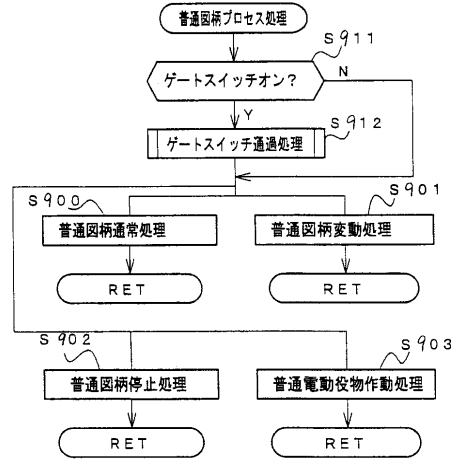 普通図柄プロセス処理
S911
ゲートスイッチオン?
N
Y
S912
ゲートスイッチ通過処理
S900
S901
普通図柄通常処理
普通図柄変動処理
RET
RET
S902
S903
普通図柄停止処理
普通電動役物作動処理
RET
RET